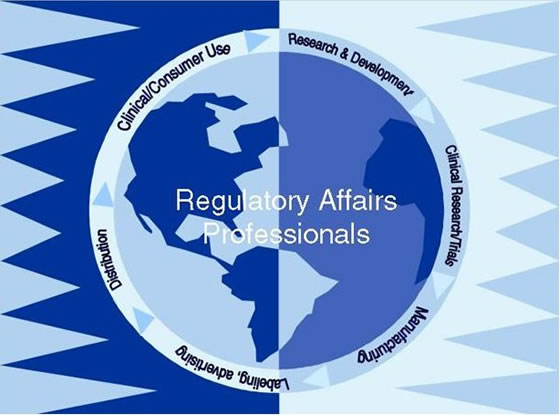 Regulatory Affairs
Professionals
Research & Development
Clinical Research/Trials
Manufacturing
Labeling, advertising
Distribution
Clinical/Consumer Use